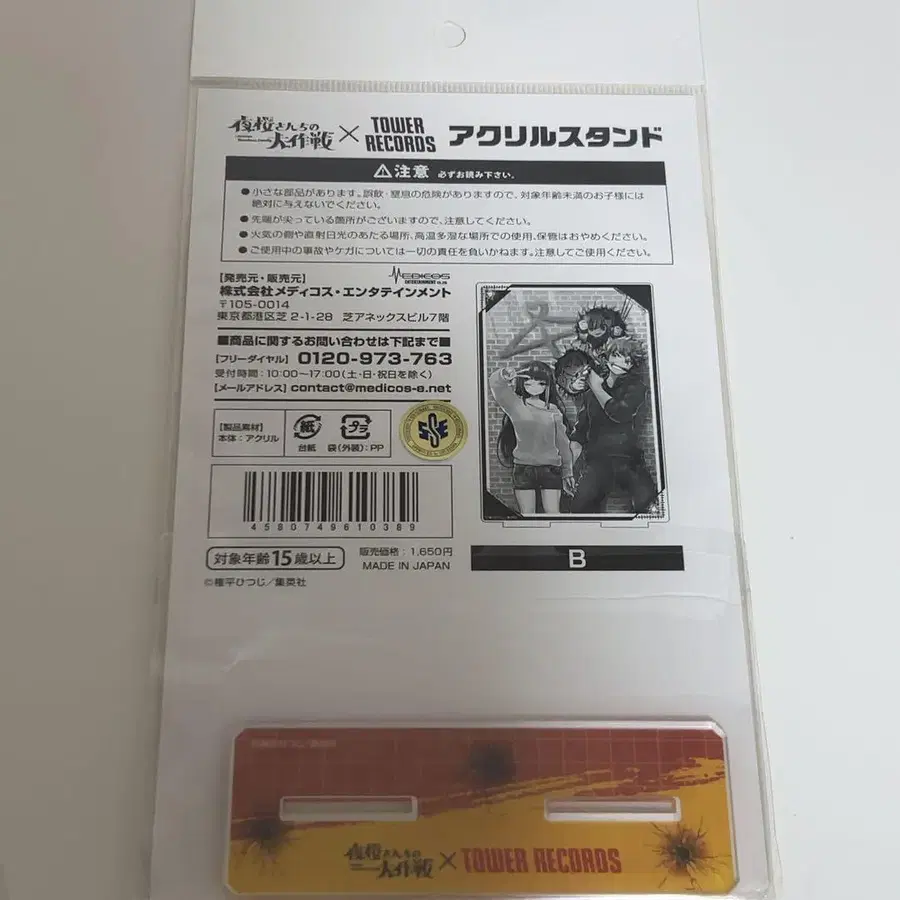 夜桜さんちの大作戦 × TOWER RECORDS アクリルスタンド
⚠注意 必ずお読み下さい。
●小さな部品があります。誤飲・窒息の危険がありますので、対象年齢未満のお子様には
絶対に与えないでください。
●先端が尖っている箇所がございますので、注意してください。
●火気の側や直射日光のあたる場所、高温多湿な場所での使用、保管はおやめください。
●ご使用中の事故やケガについては一切の責任を負いかねます。注意してご使用ください。
【発売元・販売元】
MEDICOS
ENTERTAINMENT
株式会社メディコス・エンタテインメント
〒105-0014
東京都港区芝2-1-28 芝アネックスビル7階
■商品に関するお問い合わせは下記まで■
【フリーダイヤル】 0120-973-763
受付時間:10:00〜17:00(土・日・祝日を除く)
【メールアドレス】 contact@medicos-e.net
【製品素材】
本体:アクリル
紙
台紙
プラ
袋(外装):PP
4580749610389
対象年齢15歳以上
販売価格:1,650円
MADE IN JAPAN
©権平ひつじ/集英社
B
夜桜さんちの大作戦 × TOWER RECORDS